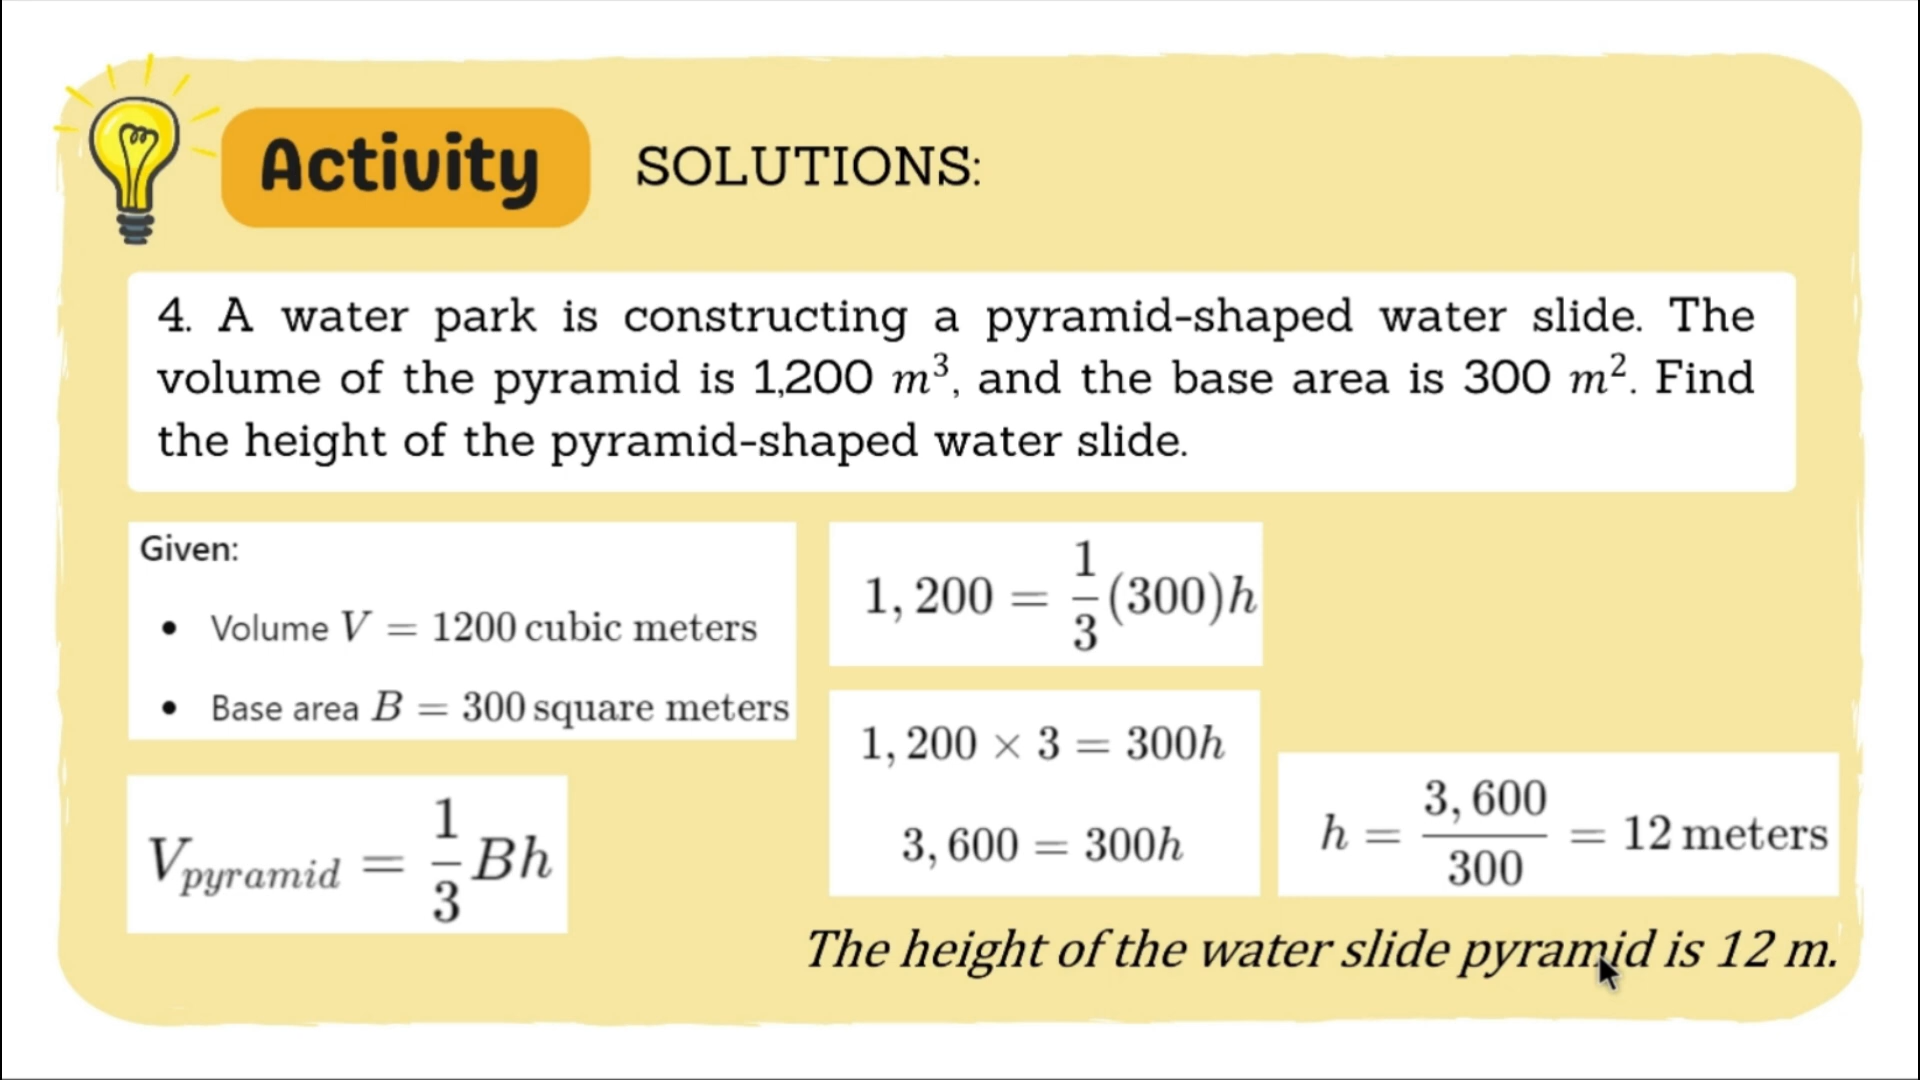 Activity
SOLUTIONS:
4. A water park is constructing a pyramid-shaped water slide. The
volume of the pyramid is 1,200 m³, and the base area is 300 m². Find
the height of the pyramid-shaped water slide.
Given:
• Volume V = 1200 cubic meters
• Base area B = 300 square meters
V_pyramid = 1/3 Bh
1, 200 = 1/3 (300)h
1, 200 × 3 = 300h
3, 600 = 300h
h = 3, 600/300 = 12 meters
The height of the water slide pyramid is 12 m.